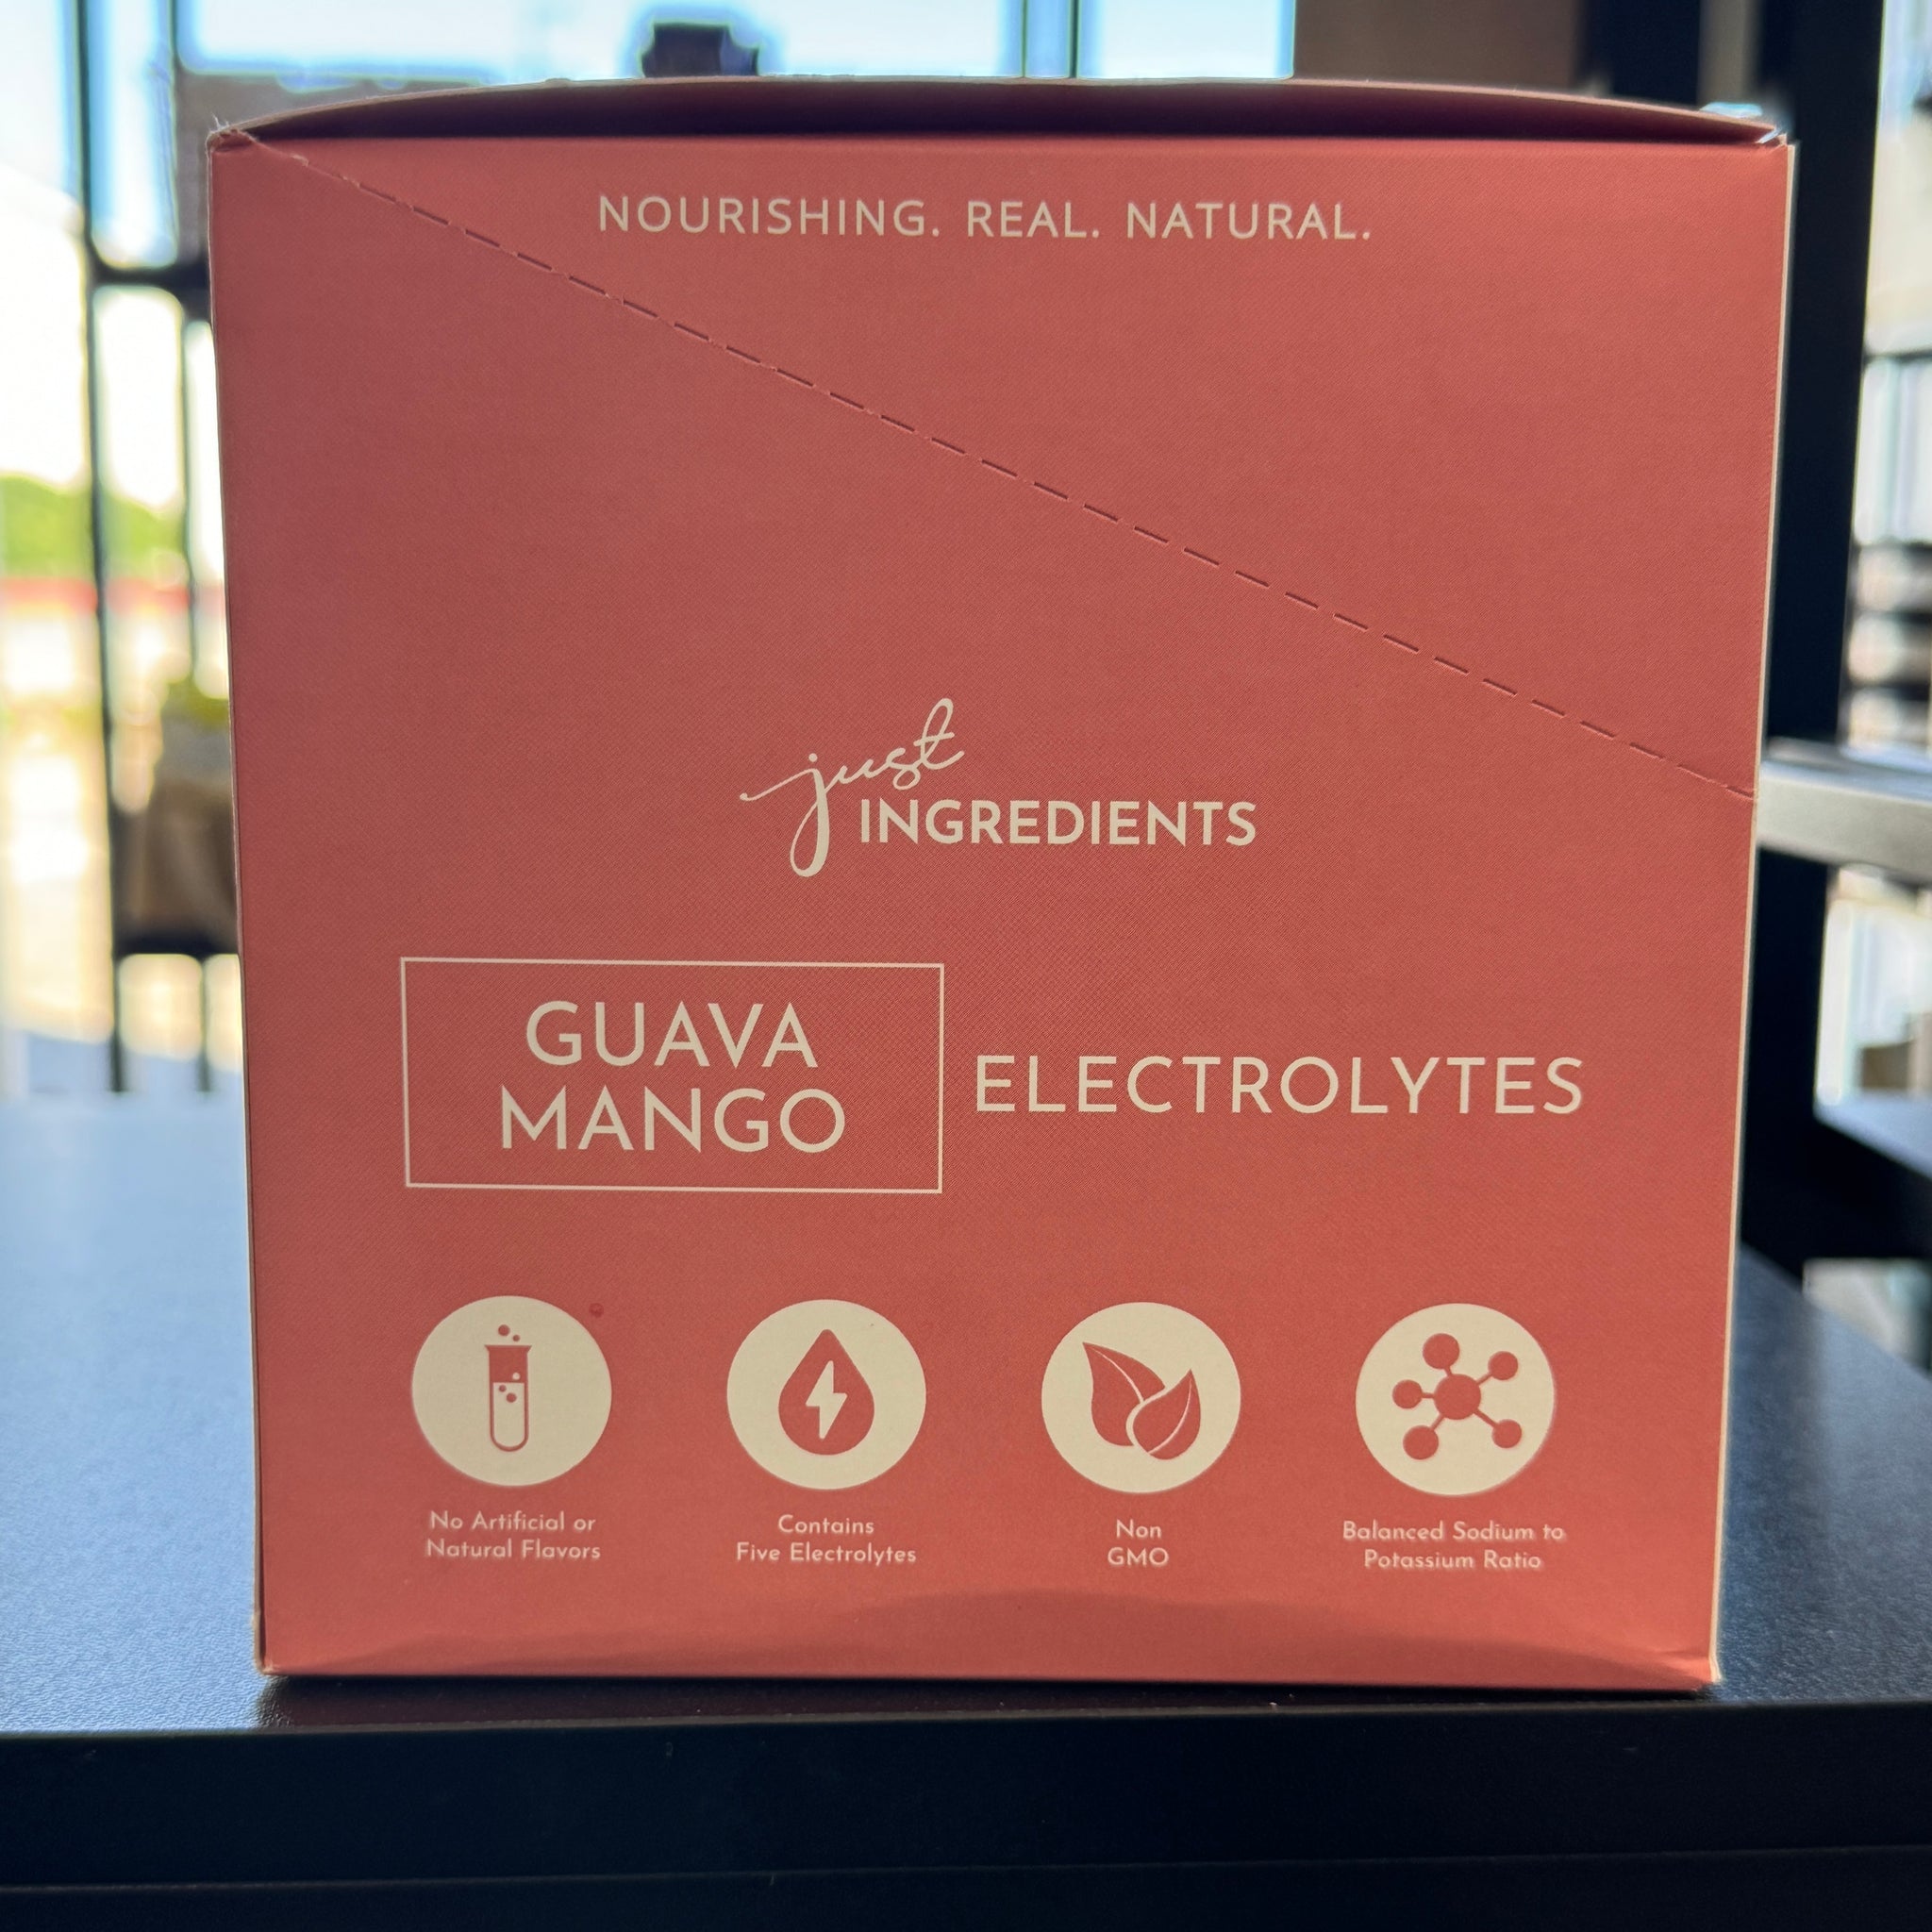 NOURISHING. REAL. NATURAL.
just
INGREDIENTS
GUAVA
MANGO
ELECTROLYTES
No Artificial or
Natural Flavors
Contains
Five Electrolytes
Non
GMO
Balanced Sodium to
Potassium Ratio